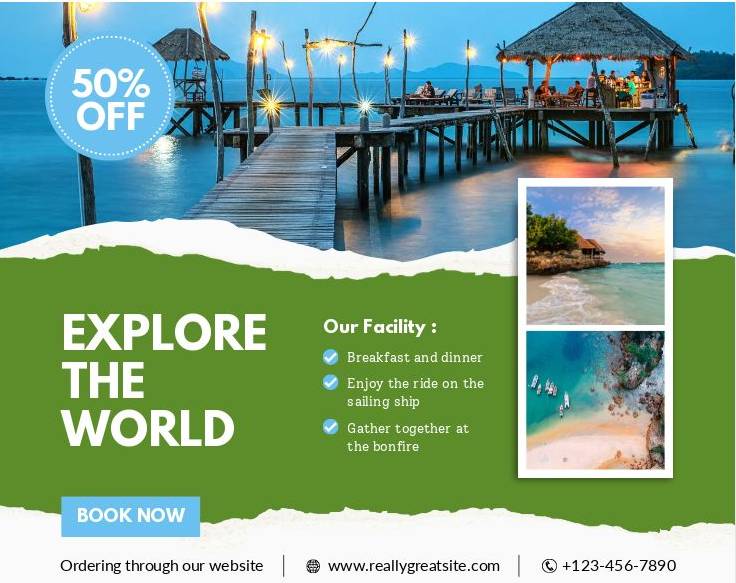 50%
OFF
EXPLORE
THE
WORLD
Our Facility :
Breakfast and dinner
Enjoy the ride on the
sailing ship
Gather together at
the bonfire
BOOK NOW
Ordering through our website
www.reallygreatsite.com
+123-456-7890